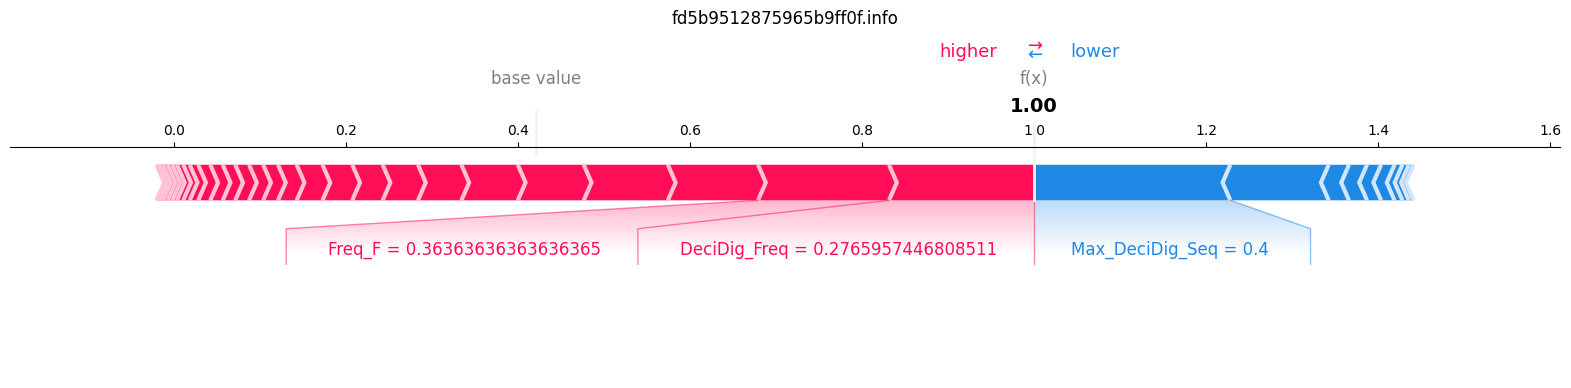 fd5b9512875965b9ff0f.info
higher ⇄ lower
base value f(x)
1.00
0.0 0.2 0.4 0.6 0.8 1.0 1.2 1.4 1.6
Freq_F = 0.36363636363636365 DeciDig_Freq = 0.2765957446808511 Max_DeciDig_Seq = 0.4